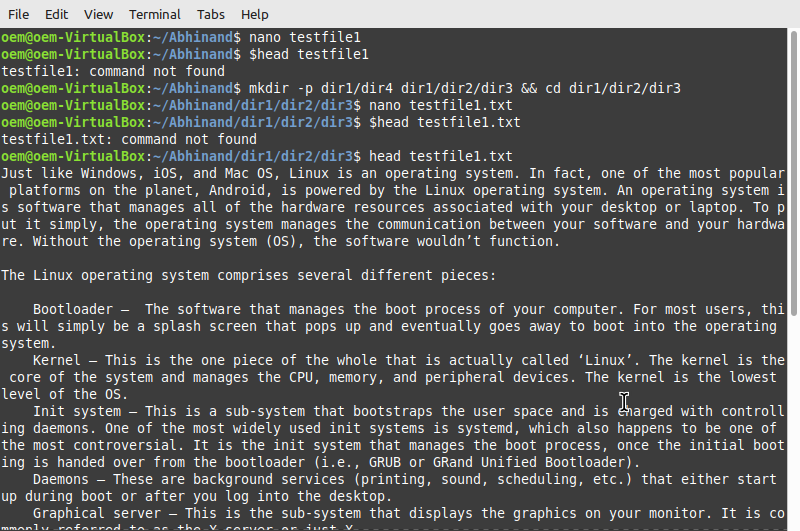 File Edit View Terminal Tabs Help
oem@oem-VirtualBox:~/Abhinand$ nano testfile1
oem@oem-VirtualBox:~/Abhinand$ $head testfile1
testfile1: command not found
oem@oem-VirtualBox:~/Abhinand$ mkdir -p dir1/dir4 dir1/dir2/dir3 && cd dir1/dir2/dir3
oem@oem-VirtualBox:~/Abhinand/dir1/dir2/dir3$ nano testfile1.txt
oem@oem-VirtualBox:~/Abhinand/dir1/dir2/dir3$ $head testfile1.txt
testfile1.txt: command not found
oem@oem-VirtualBox:~/Abhinand/dir1/dir2/dir3$ head testfile1.txt
Just like Windows, iOS, and Mac OS, Linux is an operating system. In fact, one of the most popular
 platforms on the planet, Android, is powered by the Linux operating system. An operating system i
s software that manages all of the hardware resources associated with your desktop or laptop. To p
ut it simply, the operating system manages the communication between your software and your hardwa
re. Without the operating system (OS), the software wouldn’t function.

The Linux operating system comprises several different pieces:

    Bootloader –  The software that manages the boot process of your computer. For most users, thi
s will simply be a splash screen that pops up and eventually goes away to boot into the operating
system.
    Kernel – This is the one piece of the whole that is actually called ‘Linux’. The kernel is the
 core of the system and manages the CPU, memory, and peripheral devices. The kernel is the lowest
level of the OS.
    Init system – This is a sub-system that bootstraps the user space and is charged with controll
ing daemons. One of the most widely used init systems is systemd, which also happens to be one of
the most controversial. It is the init system that manages the boot process, once the initial boot
ing is handed over from the bootloader (i.e., GRUB or GRand Unified Bootloader).
    Daemons – These are background services (printing, sound, scheduling, etc.) that either start
up during boot or after you log into the desktop.
    Graphical server – This is the sub-system that displays the graphics on your monitor. It is co
mmonly referred to as the X server or just X.